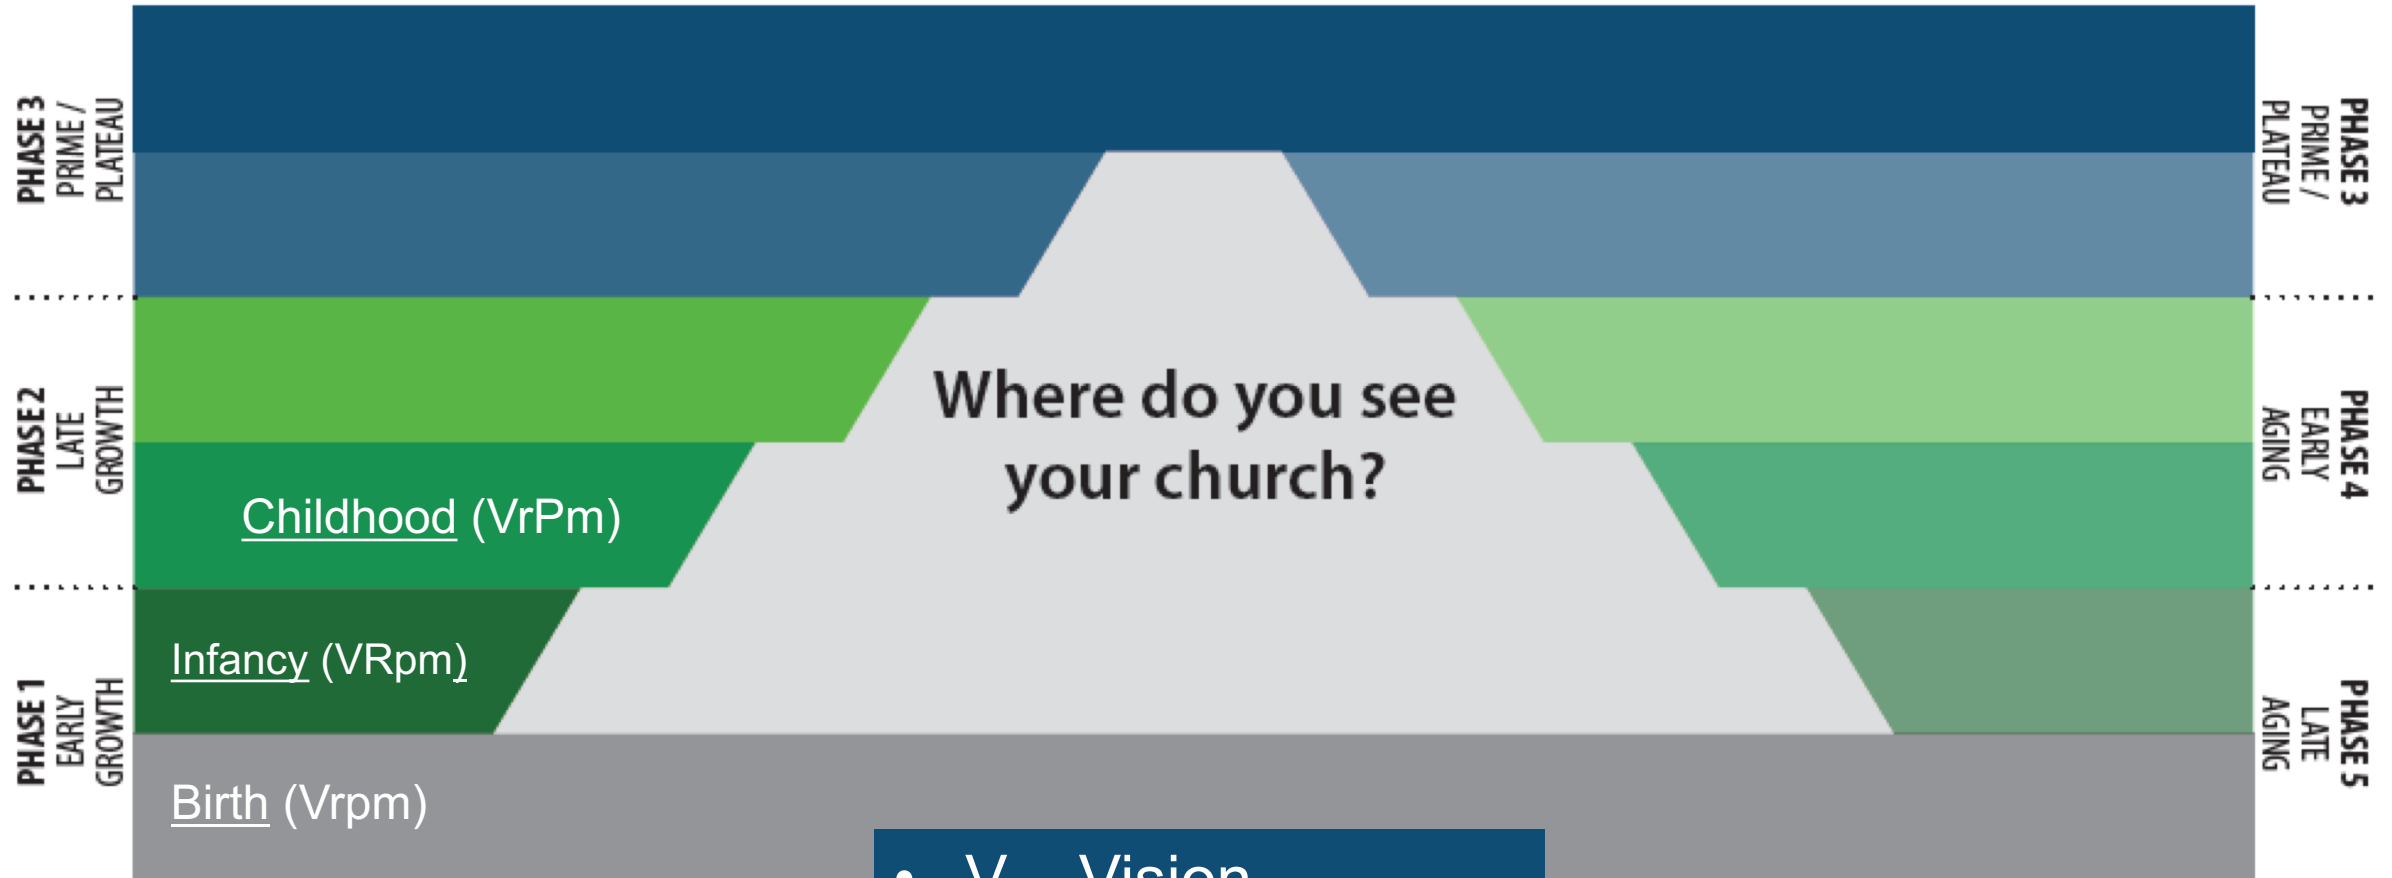 PHASE 3
PRIME /
PLATEAU
PHASE 3
PRIME /
PLATEAU
PHASE 2
LATE
GROWTH
Where do you see
your church?
PHASE 4
EARLY
AGING
Childhood (VrPm)
Infancy (VRpm)
PHASE 1
EARLY
GROWTH
PHASE 5
LATE
AGING
Birth (Vrpm)
• V – Vision